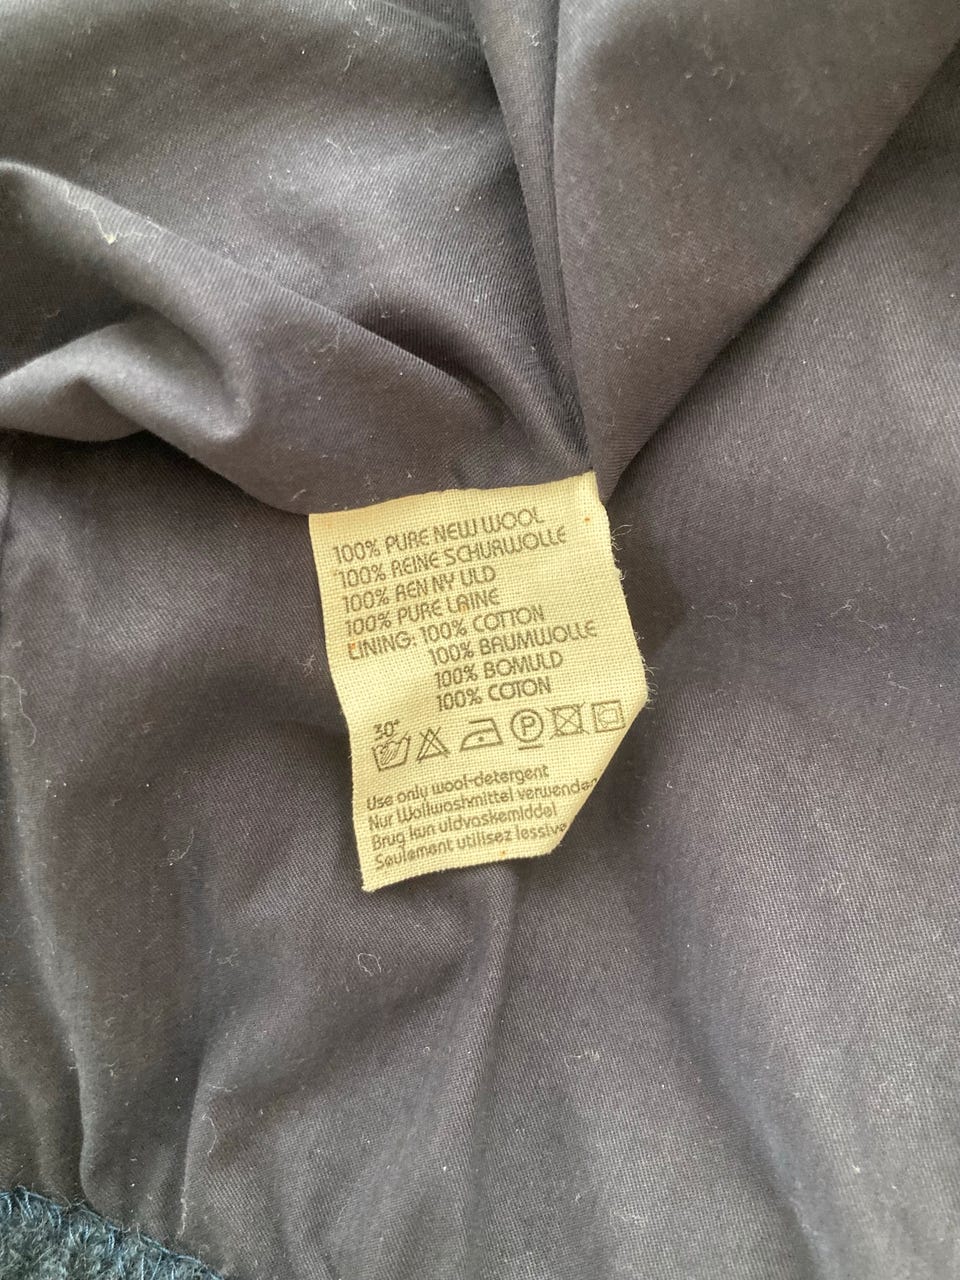 100% PURE NEW WOOL
100% REINE SCHURWOLLE
100% REN NY ULD
100% PURE LAINE
LINING: 100% COTTON
100% BAUMWOLLE
100% BOMULD
100% COTON
30°
P
Use only wool-detergent
Nur Wollwashmittel verwenden
Brug kun uldvaskemiddel
Seulement utilisez lessive